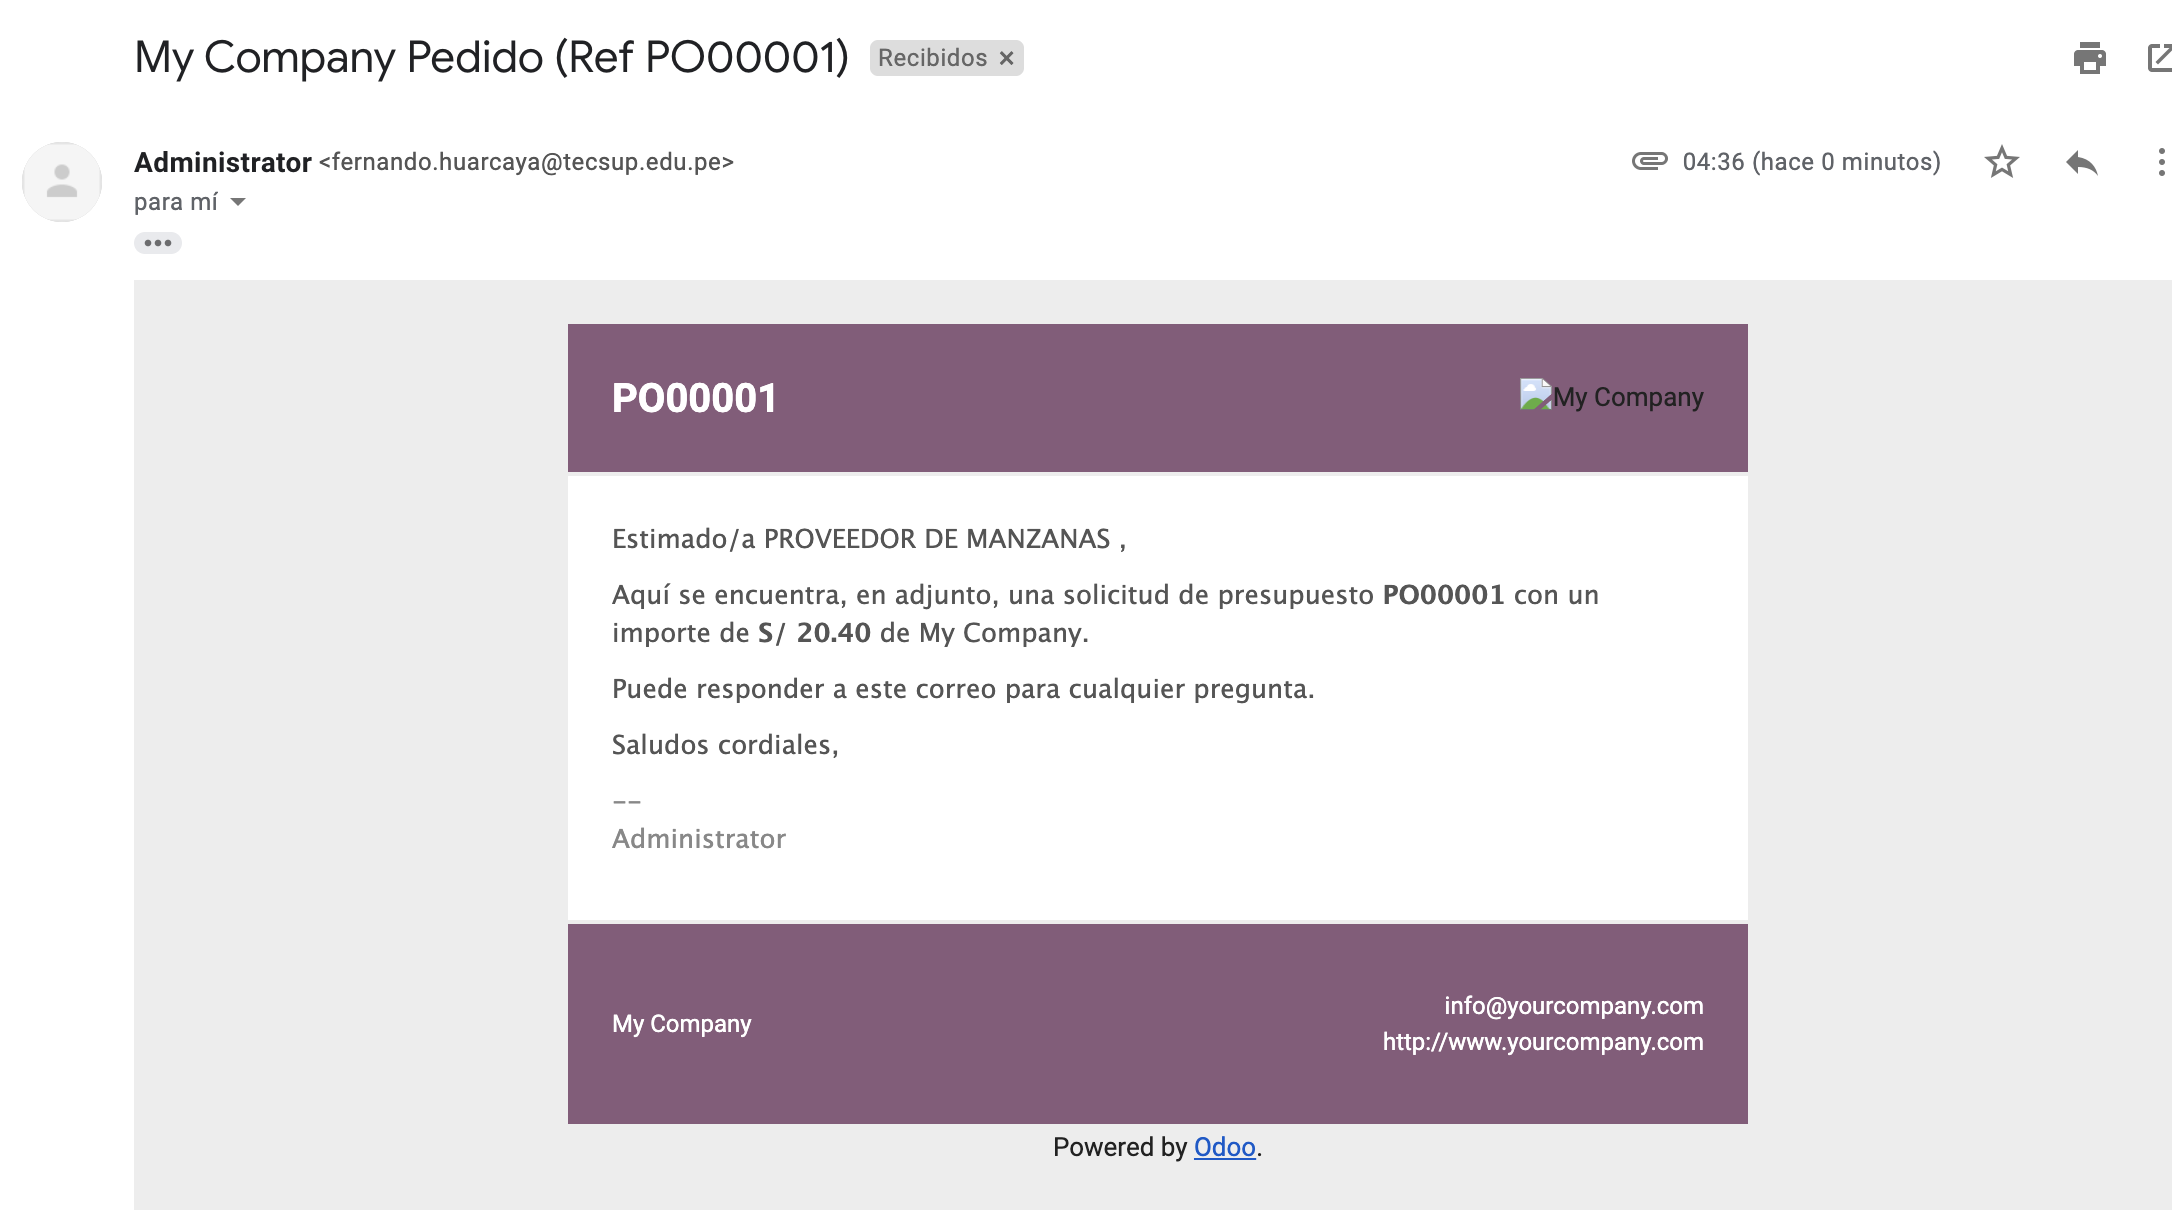 My Company Pedido (Ref PO00001) Recibidos ×
Administrator <fernando.huarcaya@tecsup.edu.pe> 04:36 (hace 0 minutos)
para mí
PO00001 My Company
Estimado/a PROVEEDOR DE MANZANAS ,
Aquí se encuentra, en adjunto, una solicitud de presupuesto PO00001 con un
importe de S/ 20.40 de My Company.
Puede responder a este correo para cualquier pregunta.
Saludos cordiales,
--
Administrator
My Company
info@yourcompany.com
http://www.yourcompany.com
Powered by Odoo.